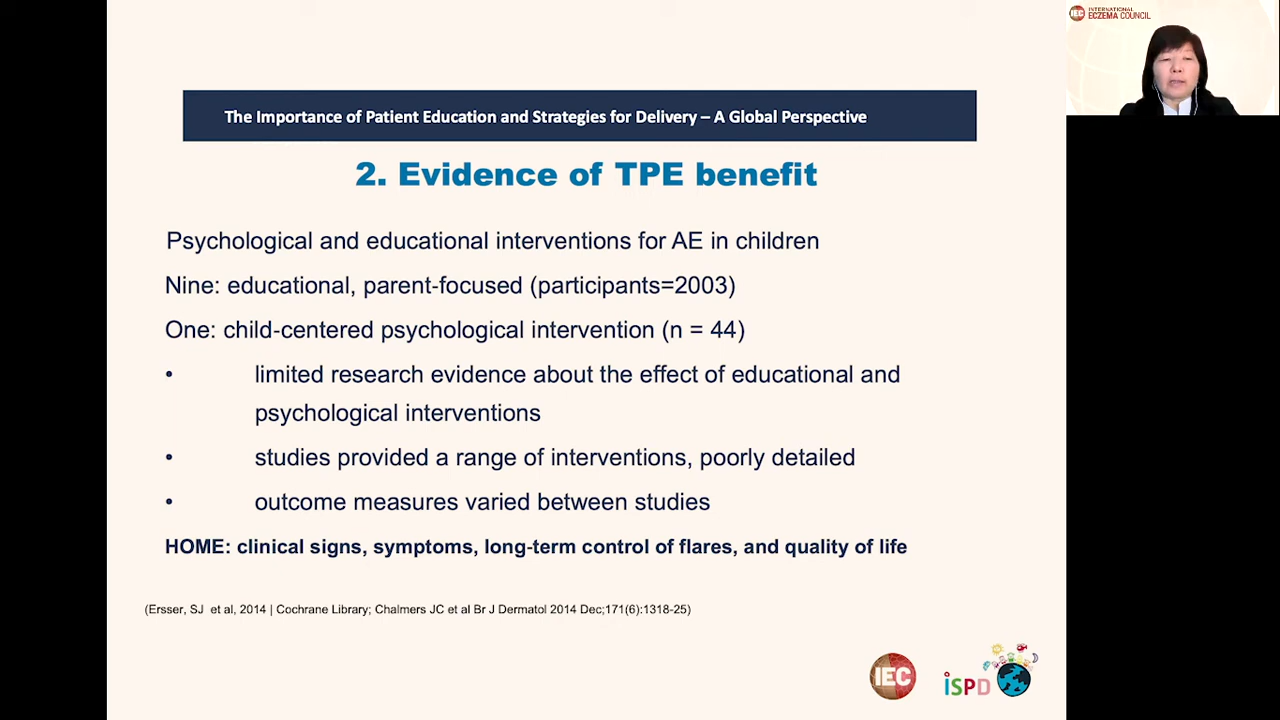 INTERNATIONAL
IEC ECZEMA COUNCIL
The Importance of Patient Education and Strategies for Delivery – A Global Perspective
2. Evidence of TPE benefit
Psychological and educational interventions for AE in children
Nine: educational, parent-focused (participants=2003)
One: child-centered psychological intervention (n = 44)
• limited research evidence about the effect of educational and
psychological interventions
• studies provided a range of interventions, poorly detailed
• outcome measures varied between studies
HOME: clinical signs, symptoms, long-term control of flares, and quality of life
(Ersser, SJ et al, 2014 | Cochrane Library; Chalmers JC et al Br J Dermatol 2014 Dec;171(6):1318-25)
IEC
iSPD